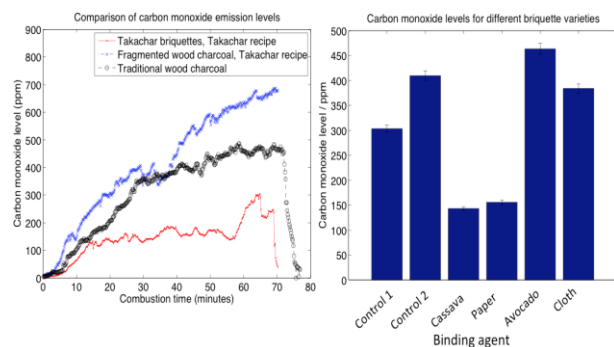 Comparison of carbon monoxide emission levels
Takachar briquettes, Takachar recipe
Fragmented wood charcoal, Takachar recipe
Traditional wood charcoal
Carbon monoxide level (ppm)
900
800
700
600
500
400
300
200
100
0
0 10 20 30 40 50 60 70 80
Combustion time (minutes)
Carbon monoxide levels for different briquette varieties
Carbon monoxide level / ppm
500
450
400
350
300
250
200
150
100
50
0
Control 1 Control 2 Cassava Paper Avocado Cloth
Binding agent